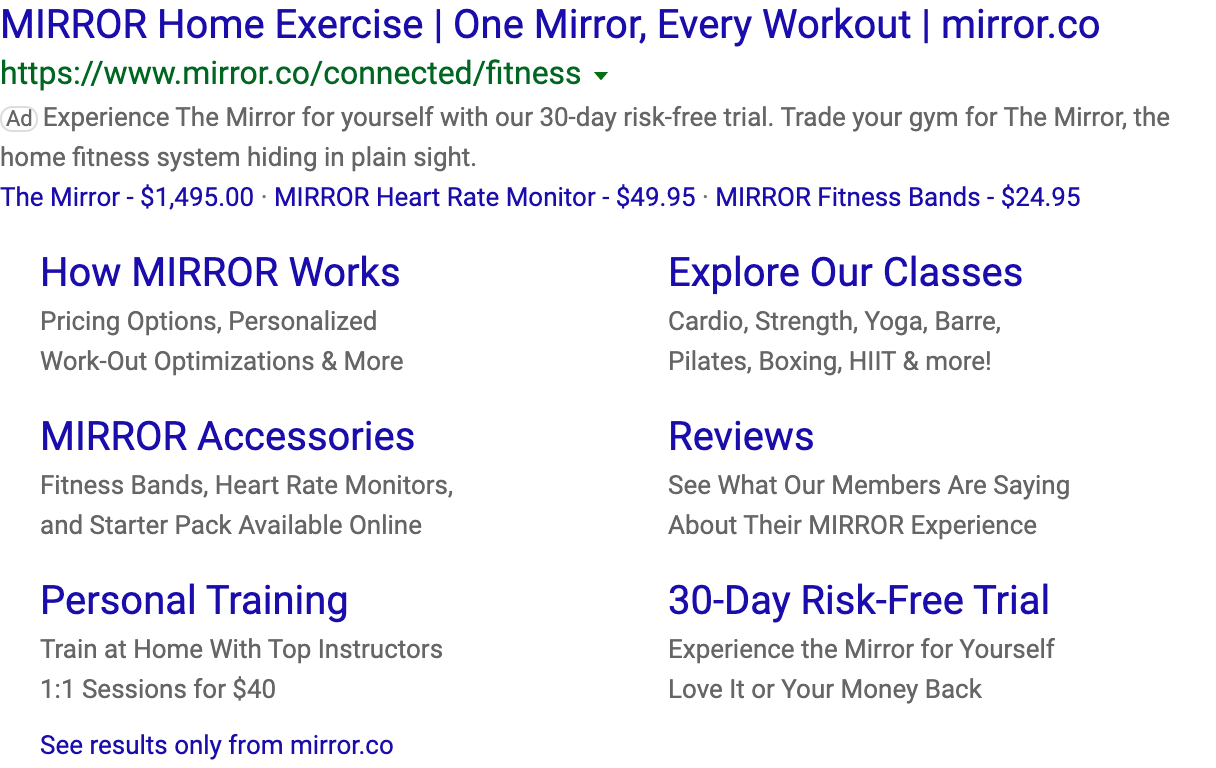 MIRROR Home Exercise | One Mirror, Every Workout | mirror.co
https://www.mirror.co/connected/fitness
Ad Experience The Mirror for yourself with our 30-day risk-free trial. Trade your gym for The Mirror, the
home fitness system hiding in plain sight.
The Mirror - $1,495.00 · MIRROR Heart Rate Monitor - $49.95 · MIRROR Fitness Bands - $24.95
How MIRROR Works
Pricing Options, Personalized
Work-Out Optimizations & More
Explore Our Classes
Cardio, Strength, Yoga, Barre,
Pilates, Boxing, HIIT & more!
MIRROR Accessories
Fitness Bands, Heart Rate Monitors,
and Starter Pack Available Online
Reviews
See What Our Members Are Saying
About Their MIRROR Experience
Personal Training
Train at Home With Top Instructors
1:1 Sessions for $40
30-Day Risk-Free Trial
Experience the Mirror for Yourself
Love It or Your Money Back
See results only from mirror.co